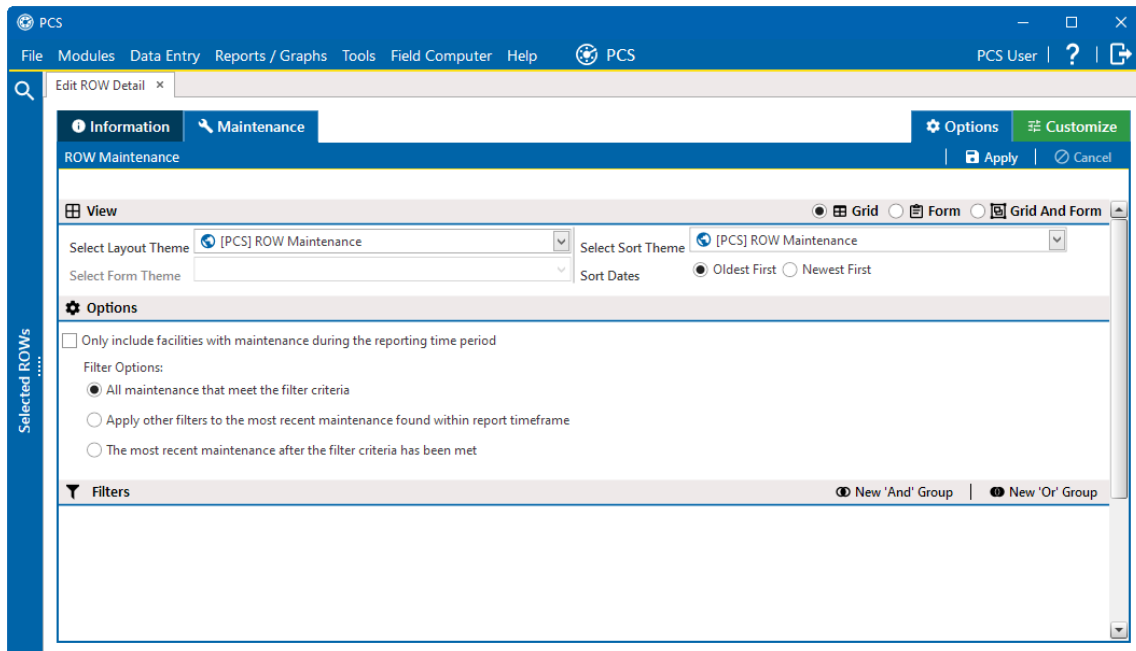 PCS
File Modules Data Entry Reports / Graphs Tools Field Computer Help PCS PCS User | ? |
Edit ROW Detail ×
Information Maintenance Options Customize
ROW Maintenance | Apply | Cancel
View Grid Form Grid And Form
Select Layout Theme [PCS] ROW Maintenance Select Sort Theme [PCS] ROW Maintenance
Select Form Theme Sort Dates Oldest First Newest First
Options
Only include facilities with maintenance during the reporting time period
Filter Options:
All maintenance that meet the filter criteria
Apply other filters to the most recent maintenance found within report timeframe
The most recent maintenance after the filter criteria has been met
Filters New 'And' Group | New 'Or' Group
Selected ROWs